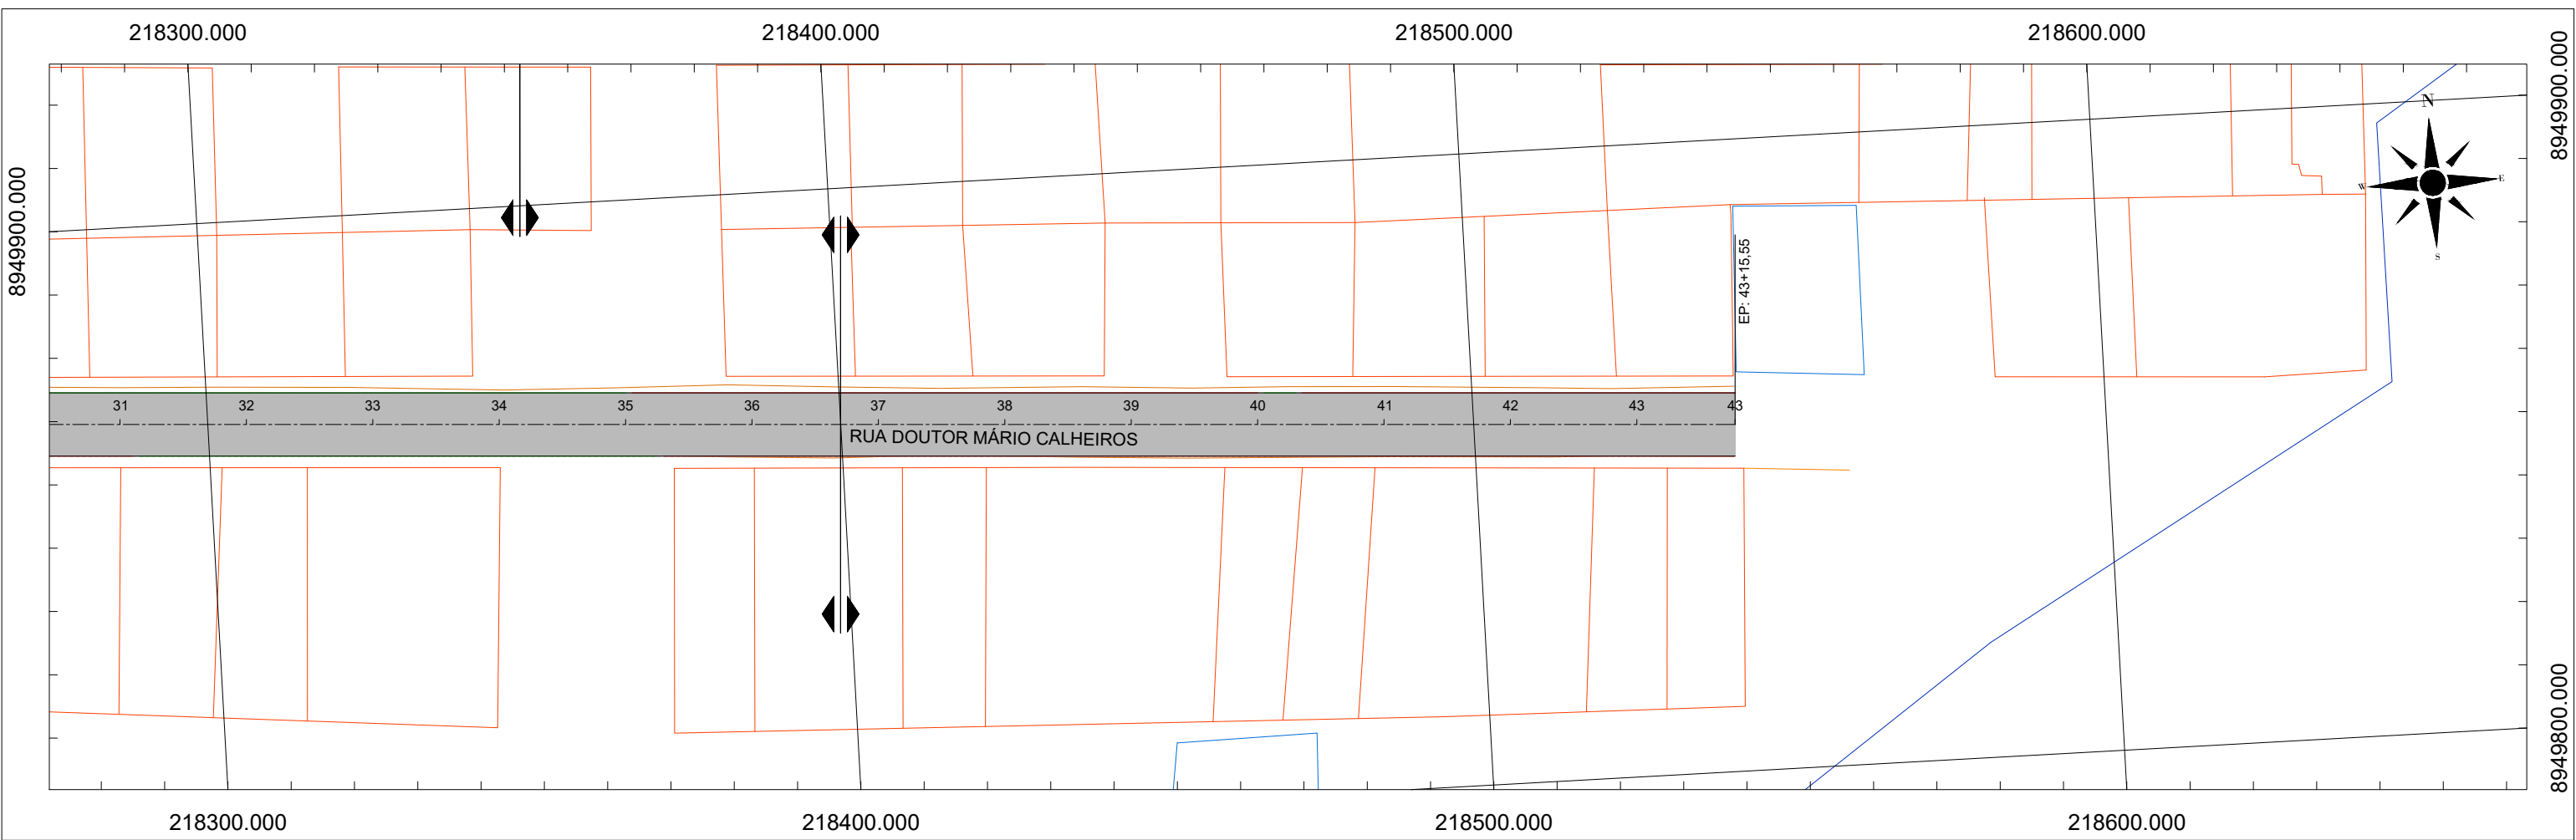 218300.000 218400.000 218500.000 218600.000
8949900.000
8949900.000
N
W
E
S
EP: 43+15,55
31 32 33 34 35 36 37 38 39 40 41 42 43 43
RUA DOUTOR MÁRIO CALHEIROS
8949800.000
218300.000 218400.000 218500.000 218600.000